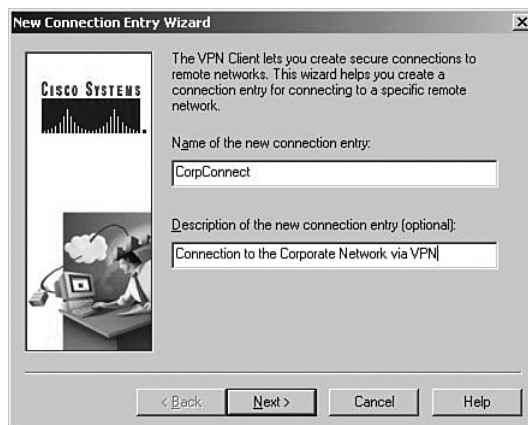 New Connection Entry Wizard
CISCO SYSTEMS
The VPN Client lets you create secure connections to
remote networks. This wizard helps you create a
connection entry for connecting to a specific remote
network.
Name of the new connection entry:
CorpConnect
Description of the new connection entry (optional):
Connection to the Corporate Network via VPN
< Back
Next >
Cancel
Help